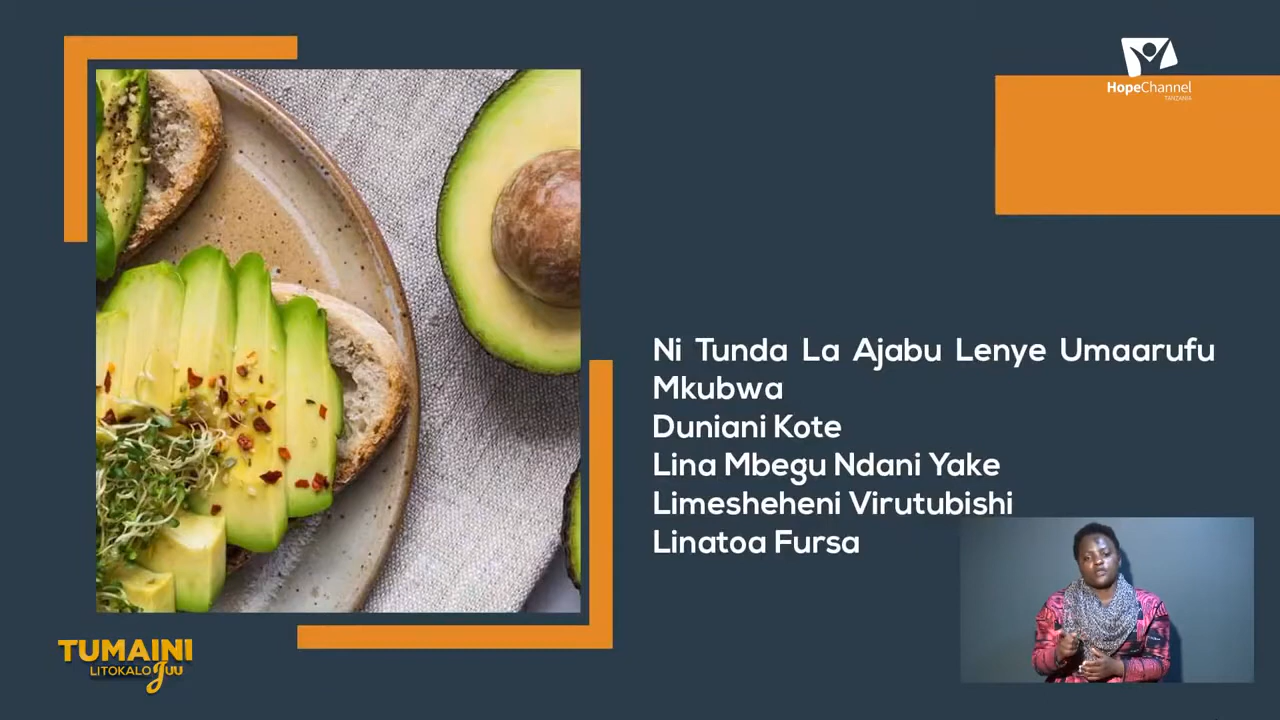 HopeChannel
TANZANIA
Ni Tunda La Ajabu Lenye Umaarufu
Mkubwa
Duniani Kote
Lina Mbegu Ndani Yake
Limesheheni Virutubishi
Linatoa Fursa
TUMAINI
LITOKALO JUU